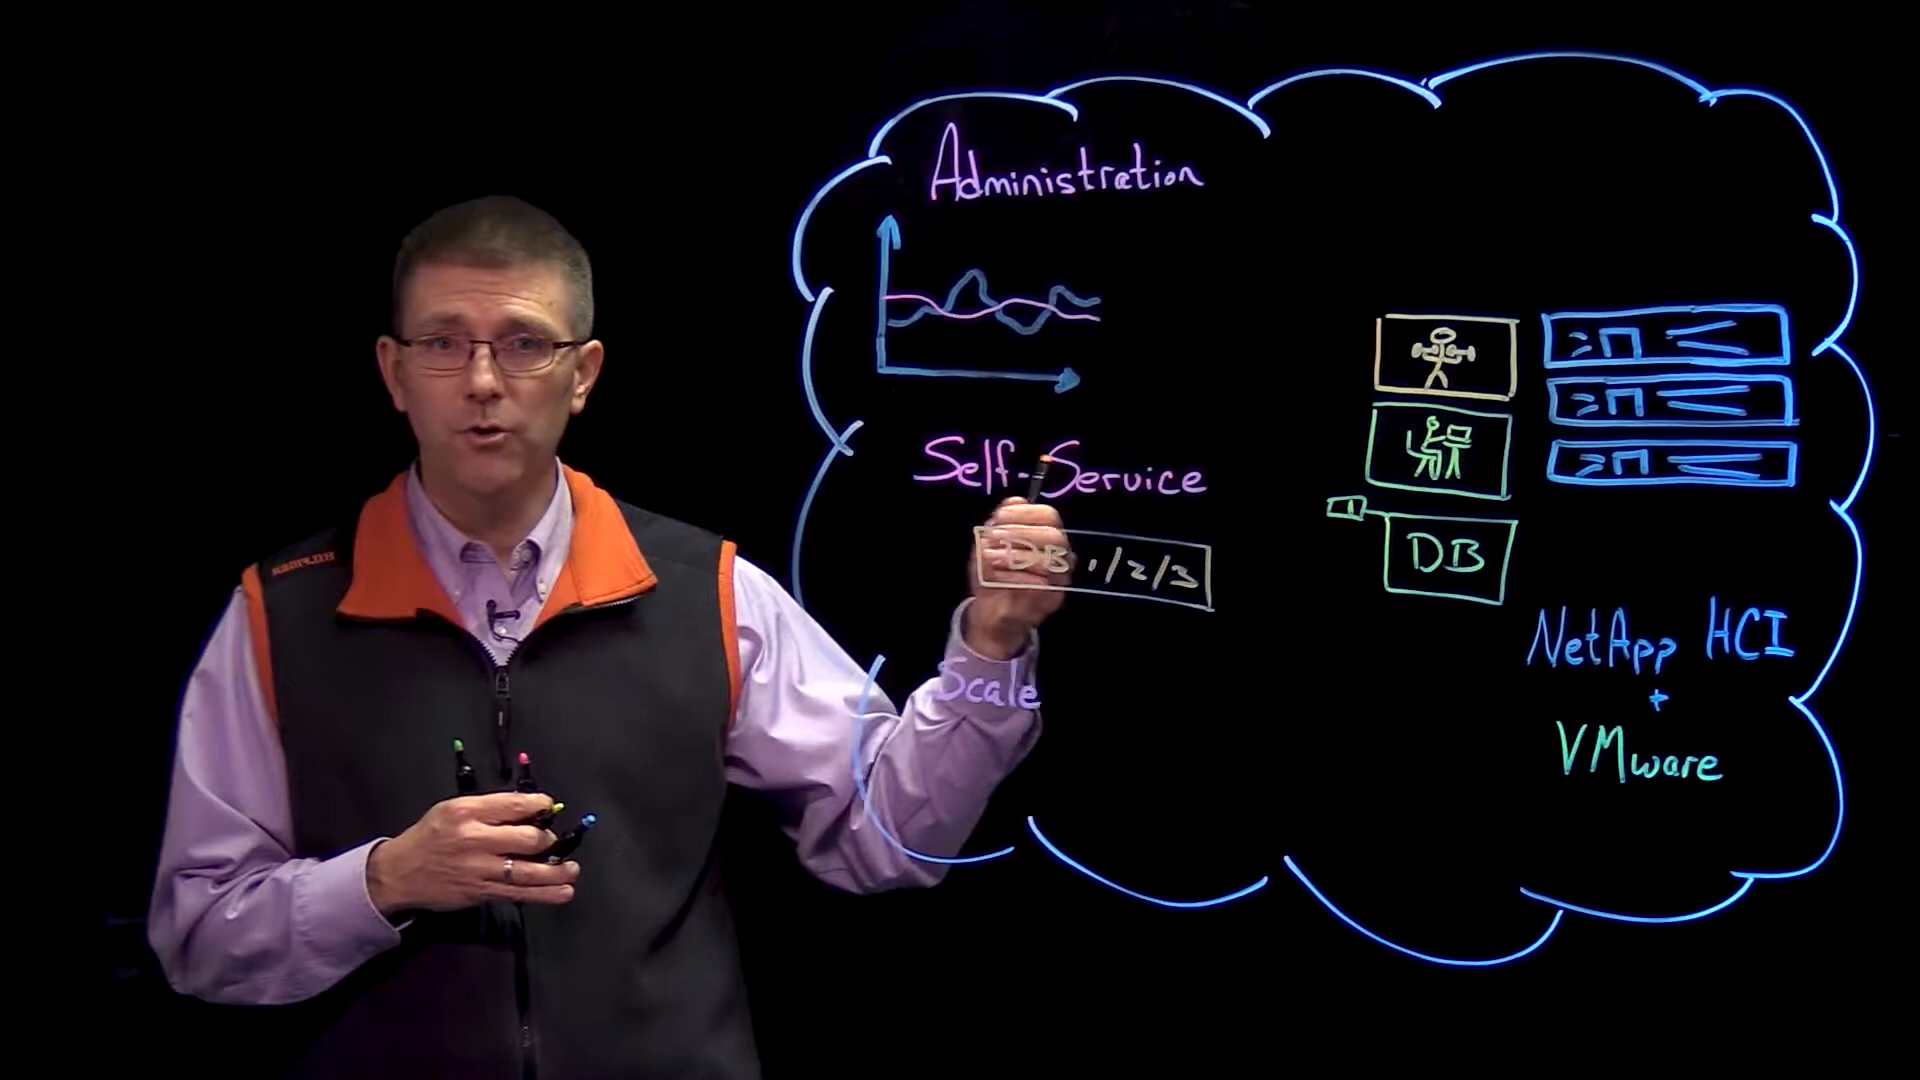 Administration
Self-Service
DB 1/2/3
Scale
DB
NetApp HCI
+
VMware